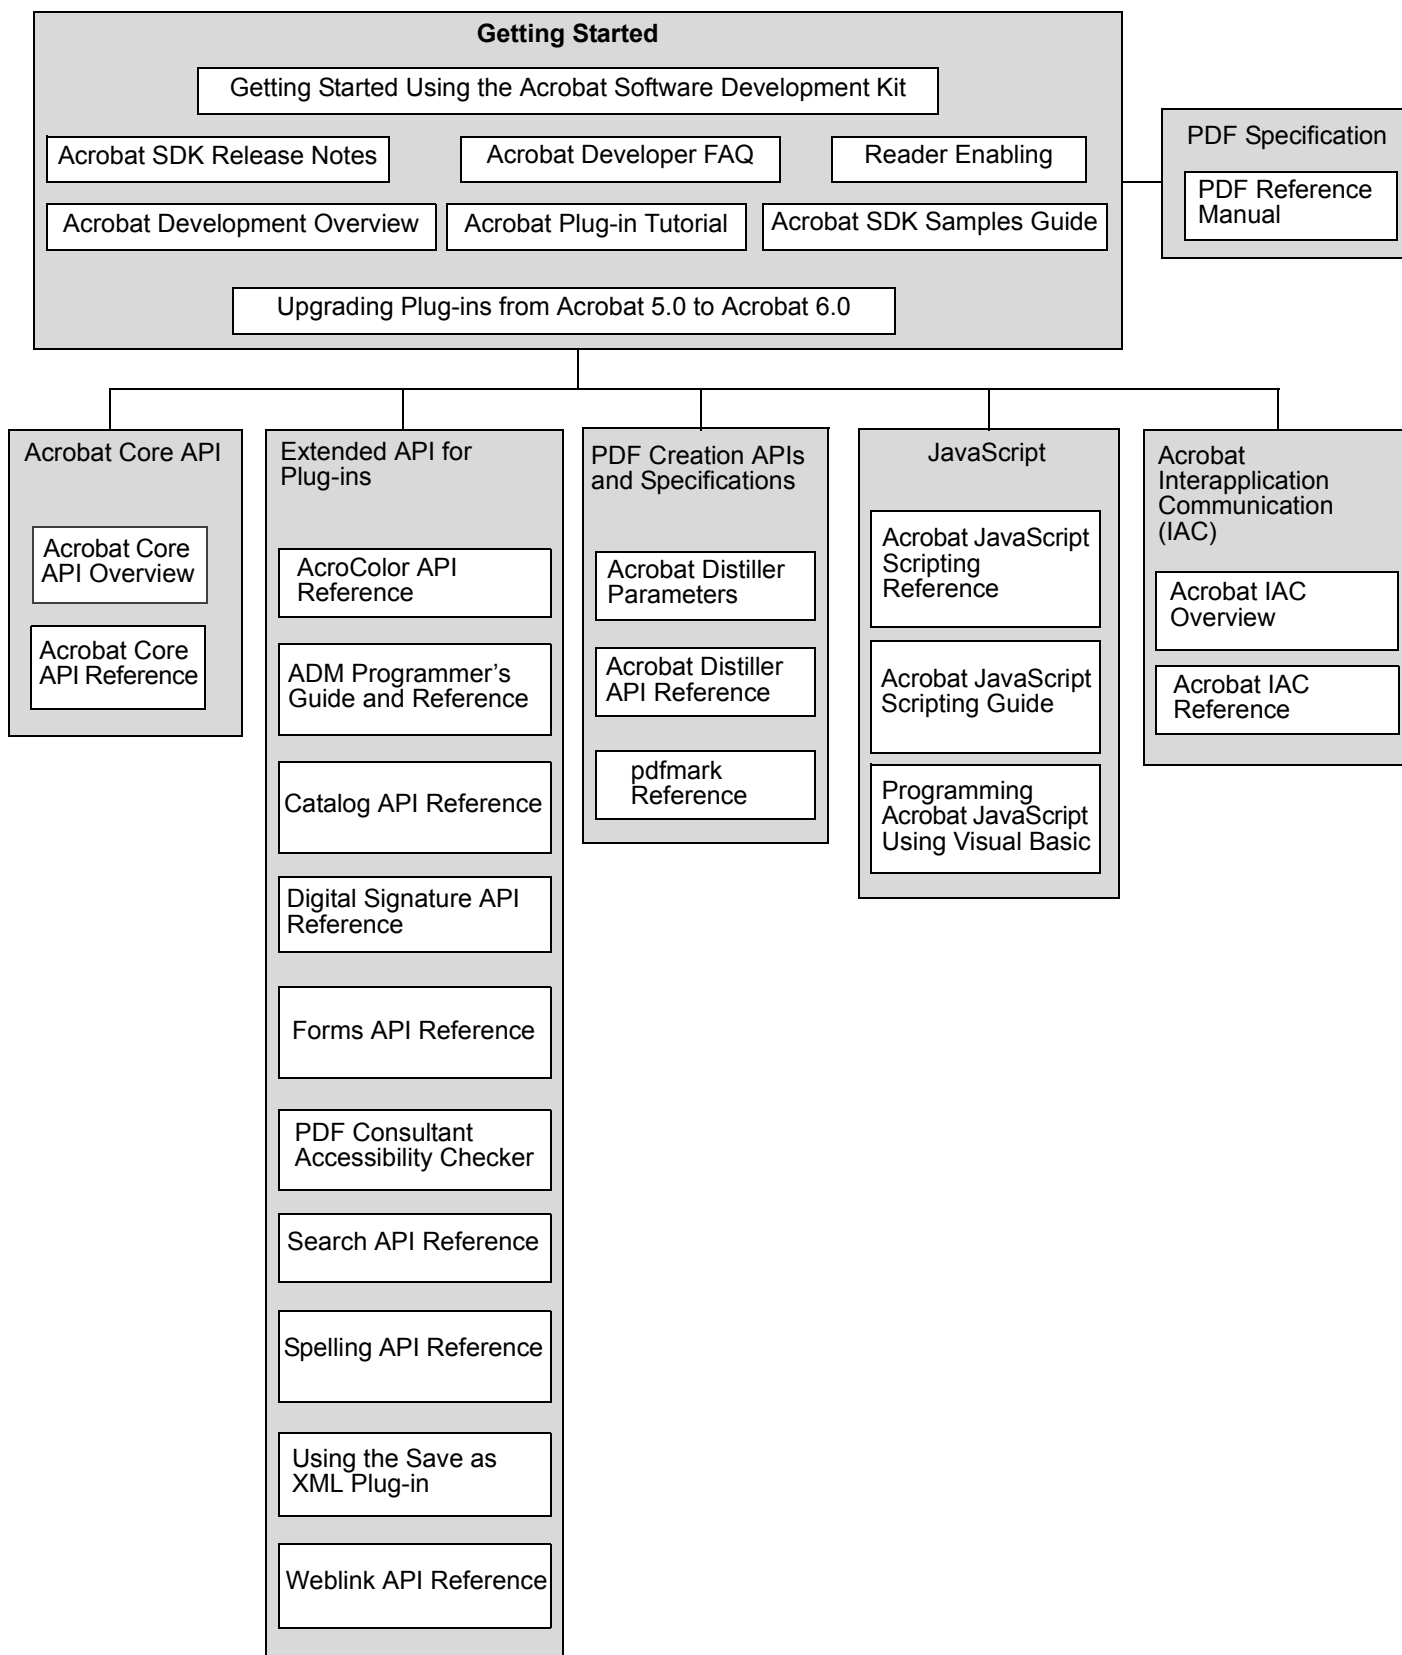 Getting Started
Getting Started Using the Acrobat Software Development Kit
Acrobat SDK Release Notes
Acrobat Developer FAQ
Reader Enabling
Acrobat Development Overview
Acrobat Plug-in Tutorial
Acrobat SDK Samples Guide
Upgrading Plug-ins from Acrobat 5.0 to Acrobat 6.0
PDF Specification
PDF Reference
Manual
Acrobat Core API
Acrobat Core
API Overview
Acrobat Core
API Reference
Extended API for
Plug-ins
AcroColor API
Reference
ADM Programmer’s
Guide and Reference
Catalog API Reference
Digital Signature API
Reference
Forms API Reference
PDF Consultant
Accessibility Checker
Search API Reference
Spelling API Reference
Using the Save as
XML Plug-in
Weblink API Reference
PDF Creation APIs
and Specifications
Acrobat Distiller
Parameters
Acrobat Distiller
API Reference
pdfmark
Reference
JavaScript
Acrobat JavaScript
Scripting
Reference
Acrobat JavaScript
Scripting Guide
Programming
Acrobat JavaScript
Using Visual Basic
Acrobat
Interapplication
Communication
(IAC)
Acrobat IAC
Overview
Acrobat IAC
Reference